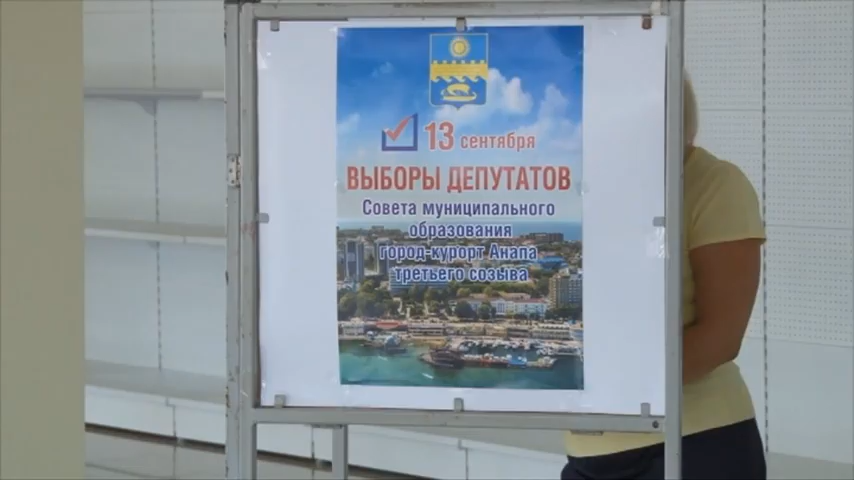 13 сентября
ВЫБОРЫ ДЕПУТАТОВ
Совета муниципального
образования
город-курорт Анапа
третьего созыва